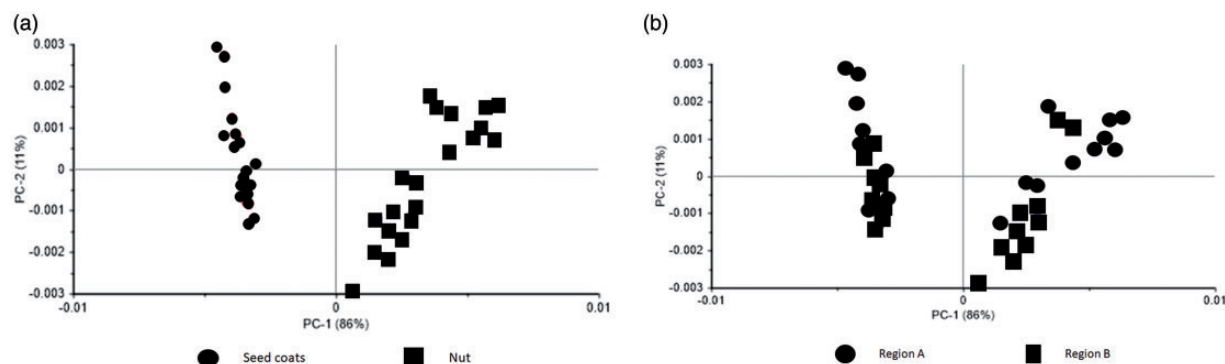 (a)
0.003
0.002
0.001
0
-0.001
-0.002
-0.003
PC-2 (11%)
-0.01
0
0.01
PC-1 (86%)
Seed coats
Nut
(b)
0.003
0.002
0.001
0
-0.001
-0.002
-0.003
PC-2 (11%)
-0.01
0
0.01
PC-1 (86%)
Region A
Region B